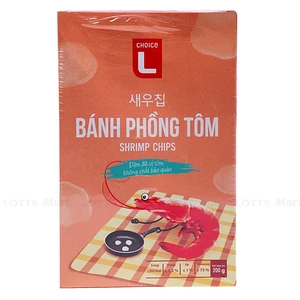 CHOICE
L
새우칩
BÁNH PHỒNG TÔM
SHRIMP CHIPS
Đậm đà vị tôm
Không chất bảo quản
LOTTE Mart
200 g